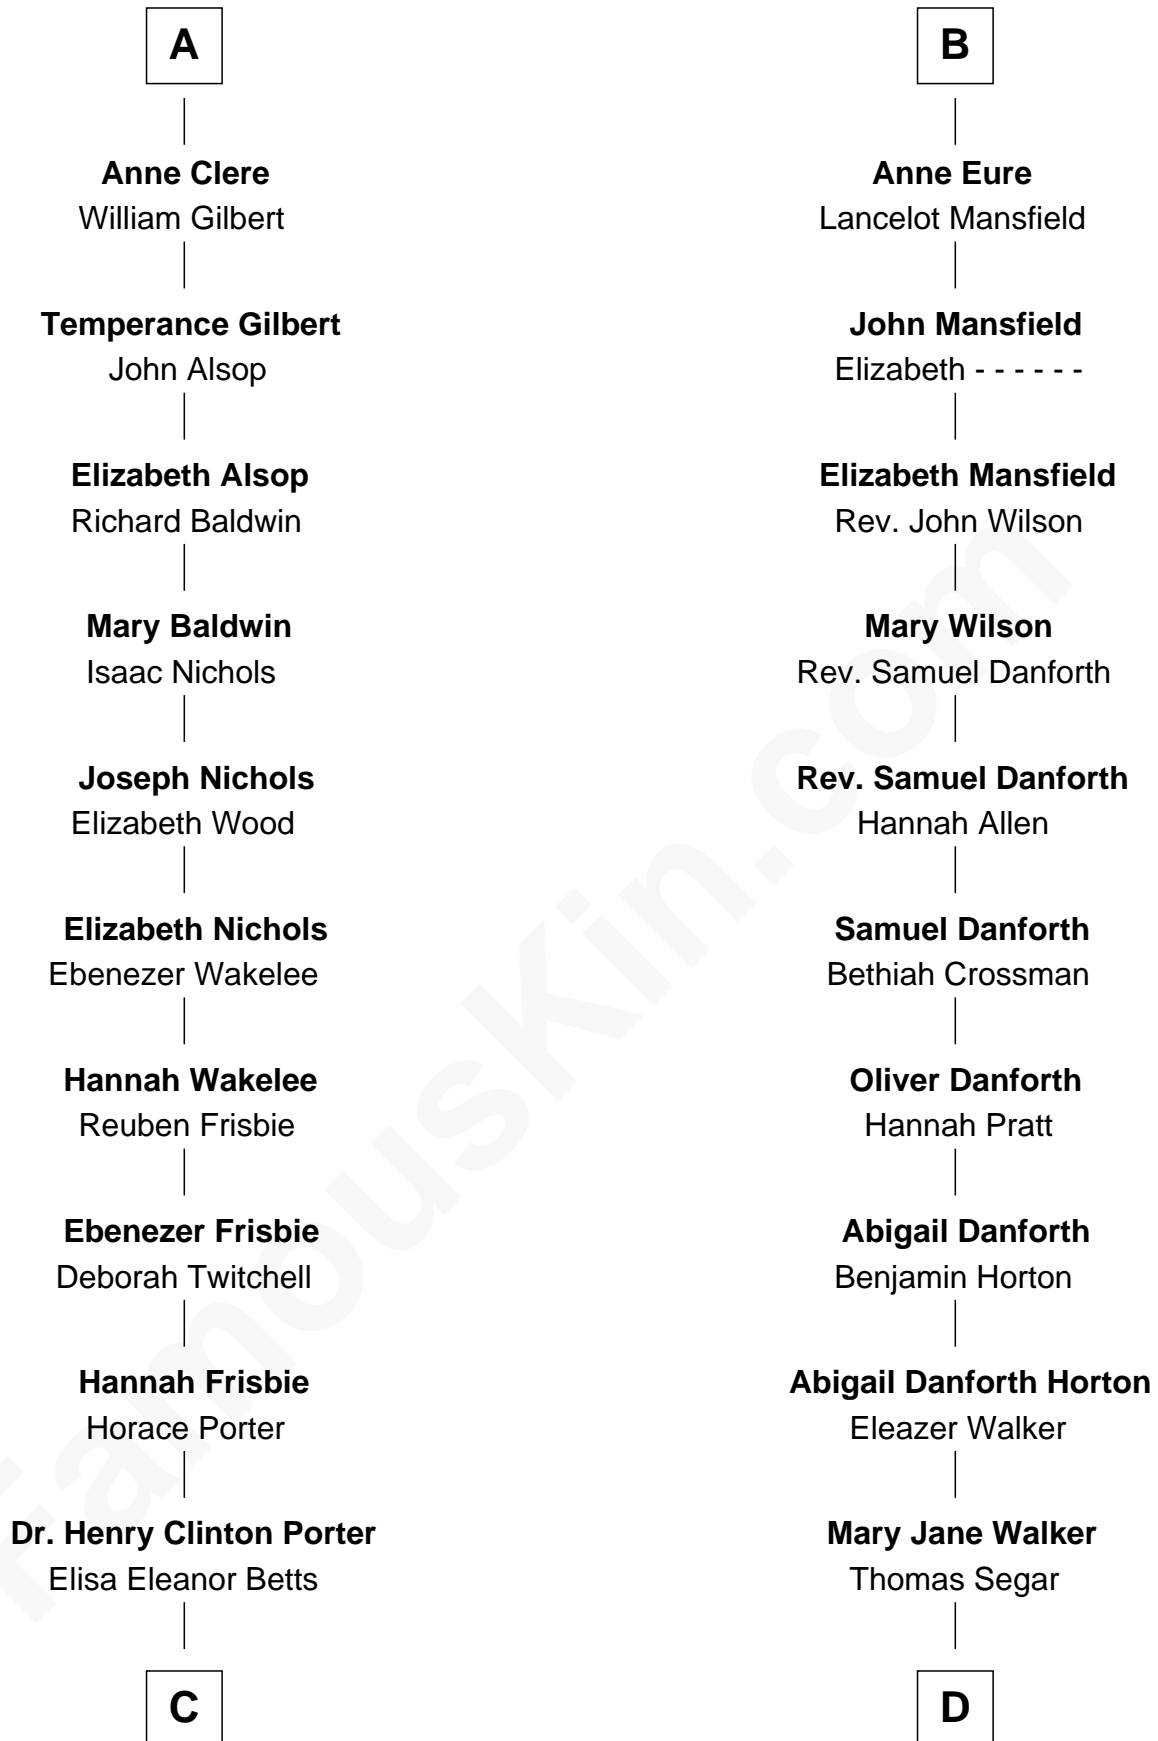 A
Anne Clere
William Gilbert
Temperance Gilbert
John Alsop
Elizabeth Alsop
Richard Baldwin
Mary Baldwin
Isaac Nichols
Joseph Nichols
Elizabeth Wood
Elizabeth Nichols
Ebenezer Wakelee
Hannah Wakelee
Reuben Frisbie
Ebenezer Frisbie
Deborah Twitchell
Hannah Frisbie
Horace Porter
Dr. Henry Clinton Porter
Elisa Eleanor Betts
C
B
Anne Eure
Lancelot Mansfield
John Mansfield
Elizabeth - - - - - -
Elizabeth Mansfield
Rev. John Wilson
Mary Wilson
Rev. Samuel Danforth
Rev. Samuel Danforth
Hannah Allen
Samuel Danforth
Bethiah Crossman
Oliver Danforth
Hannah Pratt
Abigail Danforth
Benjamin Horton
Abigail Danforth Horton
Eleazer Walker
Mary Jane Walker
Thomas Segar
D
FamousKin.com